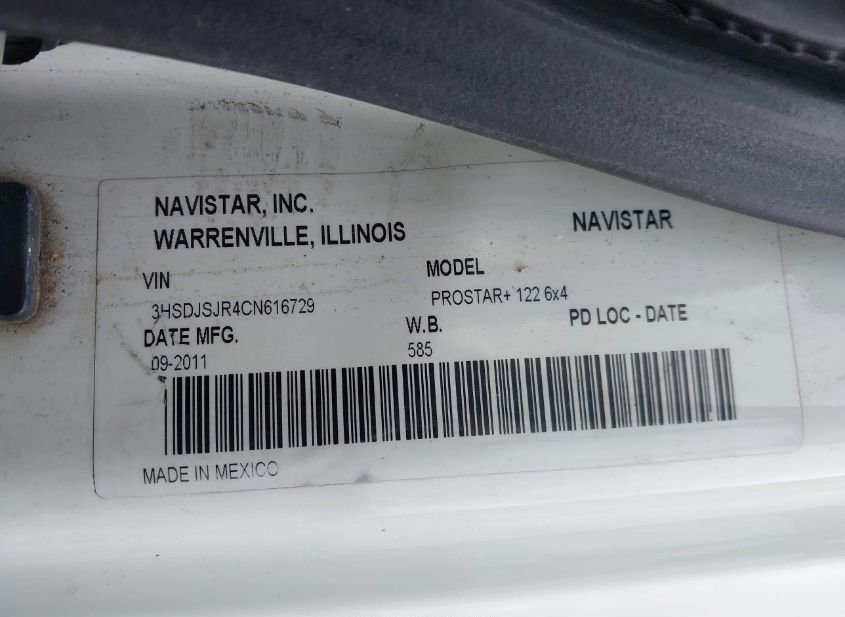 NAVISTAR, INC.
WARRENVILLE, ILLINOIS
NAVISTAR
VIN
MODEL
3HSDJSJR4CN616729
PROSTAR+ 122 6x4
DATE MFG.
W.B.
PD LOC - DATE
09-2011
585
MADE IN MEXICO